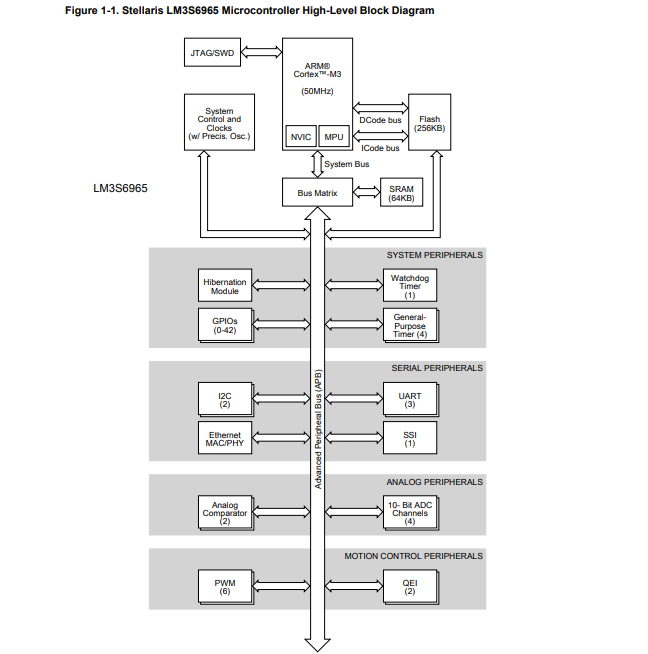 Figure 1-1. Stellaris LM3S6965 Microcontroller High-Level Block Diagram
JTAG/SWD
ARM®
Cortex™-M3
(50MHz)
NVIC
MPU
System
Control and
Clocks
(w/ Precis. Osc.)
DCode bus
ICode bus
Flash
(256KB)
System Bus
LM3S6965
Bus Matrix
SRAM
(64KB)
SYSTEM PERIPHERALS
Hibernation
Module
Watchdog
Timer
(1)
GPIOs
(0-42)
General-
Purpose
Timer (4)
Advanced Peripheral Bus (APB)
SERIAL PERIPHERALS
I2C
(2)
UART
(3)
Ethernet
MAC/PHY
SSI
(1)
ANALOG PERIPHERALS
Analog
Comparator
(2)
10- Bit ADC
Channels
(4)
MOTION CONTROL PERIPHERALS
PWM
(6)
QEI
(2)